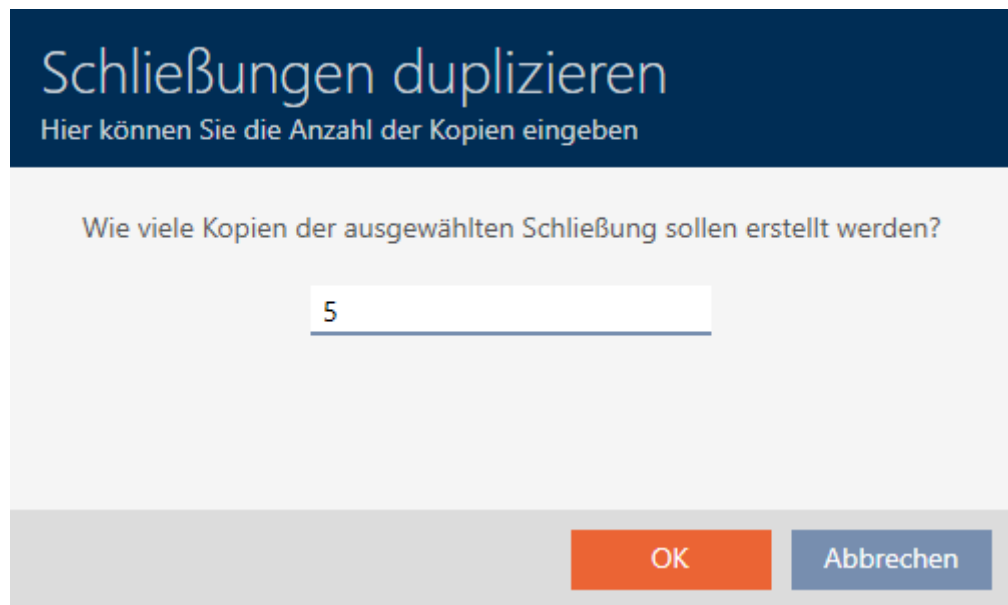 Schließungen duplizieren
Hier können Sie die Anzahl der Kopien eingeben
Wie viele Kopien der ausgewählten Schließung sollen erstellt werden?
5
OK Abbrechen